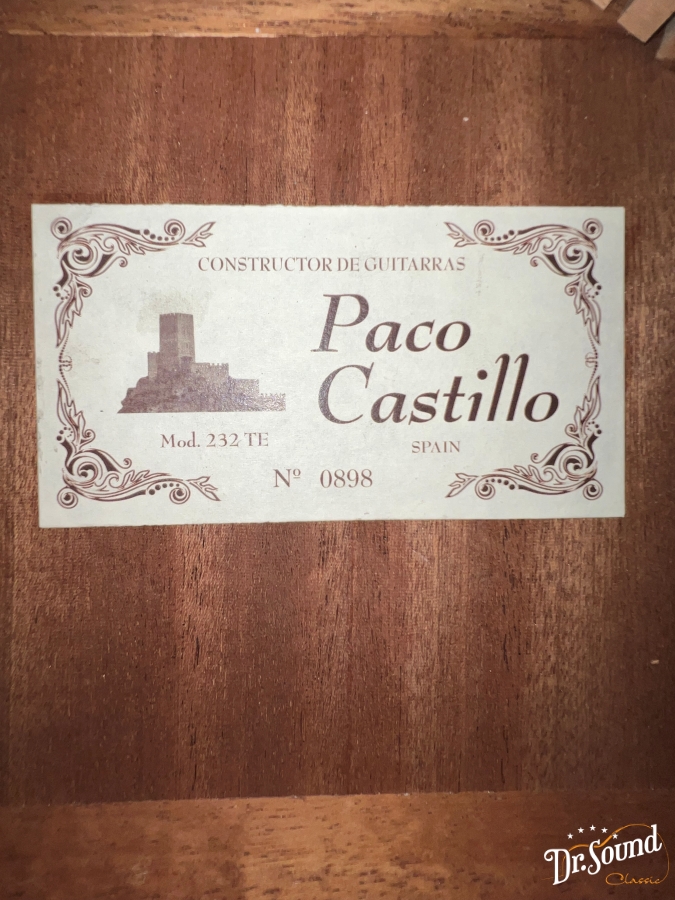 CONSTRUCTOR DE GUITARRAS
Paco
Castillo
Mod. 232 TE
SPAIN
Nº 0898
Dr. Sound
Classic